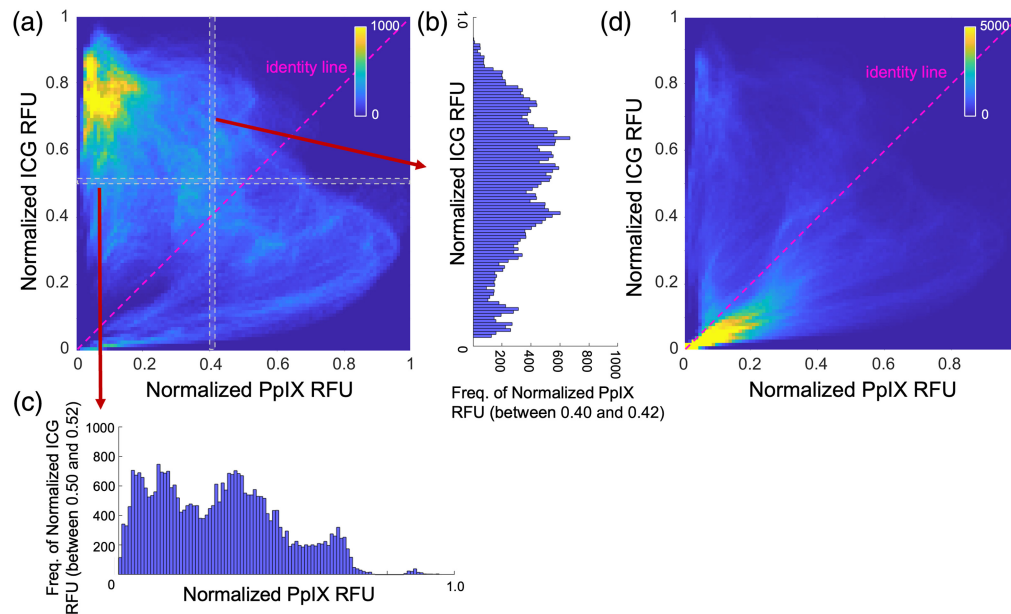 (a)
1
0.8
0.6
0.4
0.2
0
Normalized ICG RFU
0
0.2
0.4
0.6
0.8
1
Normalized PpIX RFU
identity line
1000
0
(b)
1.0
0
Normalized ICG RFU
0
200
400
600
800
1000
Freq. of Normalized PpIX
RFU (between 0.40 and 0.42)
(d)
1
0.8
0.6
0.4
0.2
0
Normalized ICG RFU
0
0.2
0.4
0.6
0.8
Normalized PpIX RFU
identity line
5000
0
(c)
Freq. of Normalized ICG
RFU (between 0.50 and 0.52)
1000
800
600
400
200
0
1.0
Normalized PpIX RFU